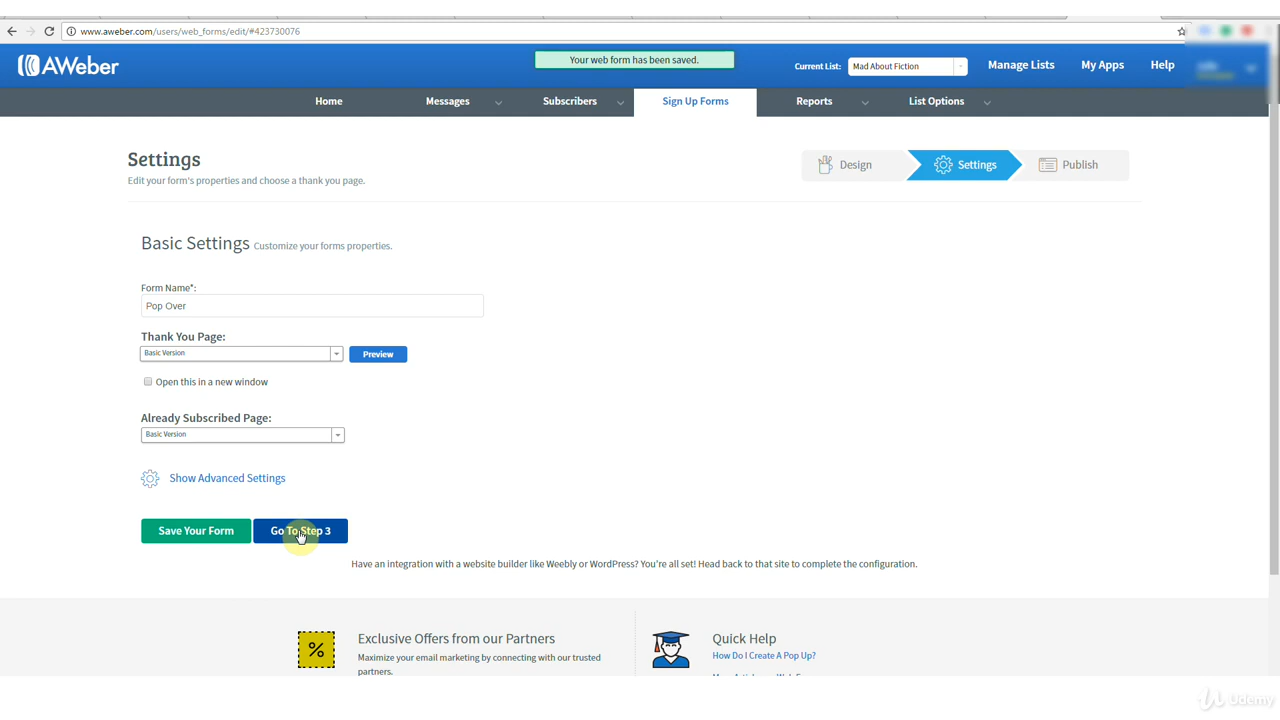 www.aweber.com/users/web_forms/edit/#423730076
AWeber
Your web form has been saved.
Current List:
Mad About Fiction
Manage Lists
My Apps
Help
Home
Messages
Subscribers
Sign Up Forms
Reports
List Options
Settings
Edit your form's properties and choose a thank you page.
Design
Settings
Publish
Basic Settings Customize your forms properties.
Form Name*:
Pop Over
Thank You Page:
Basic Version
Preview
Open this in a new window
Already Subscribed Page:
Basic Version
Show Advanced Settings
Save Your Form
Go To Step 3
Have an integration with a website builder like Weebly or WordPress? You're all set! Head back to that site to complete the configuration.
%
Exclusive Offers from our Partners
Maximize your email marketing by connecting with our trusted
partners.
Quick Help
How Do I Create A Pop Up?
Udemy